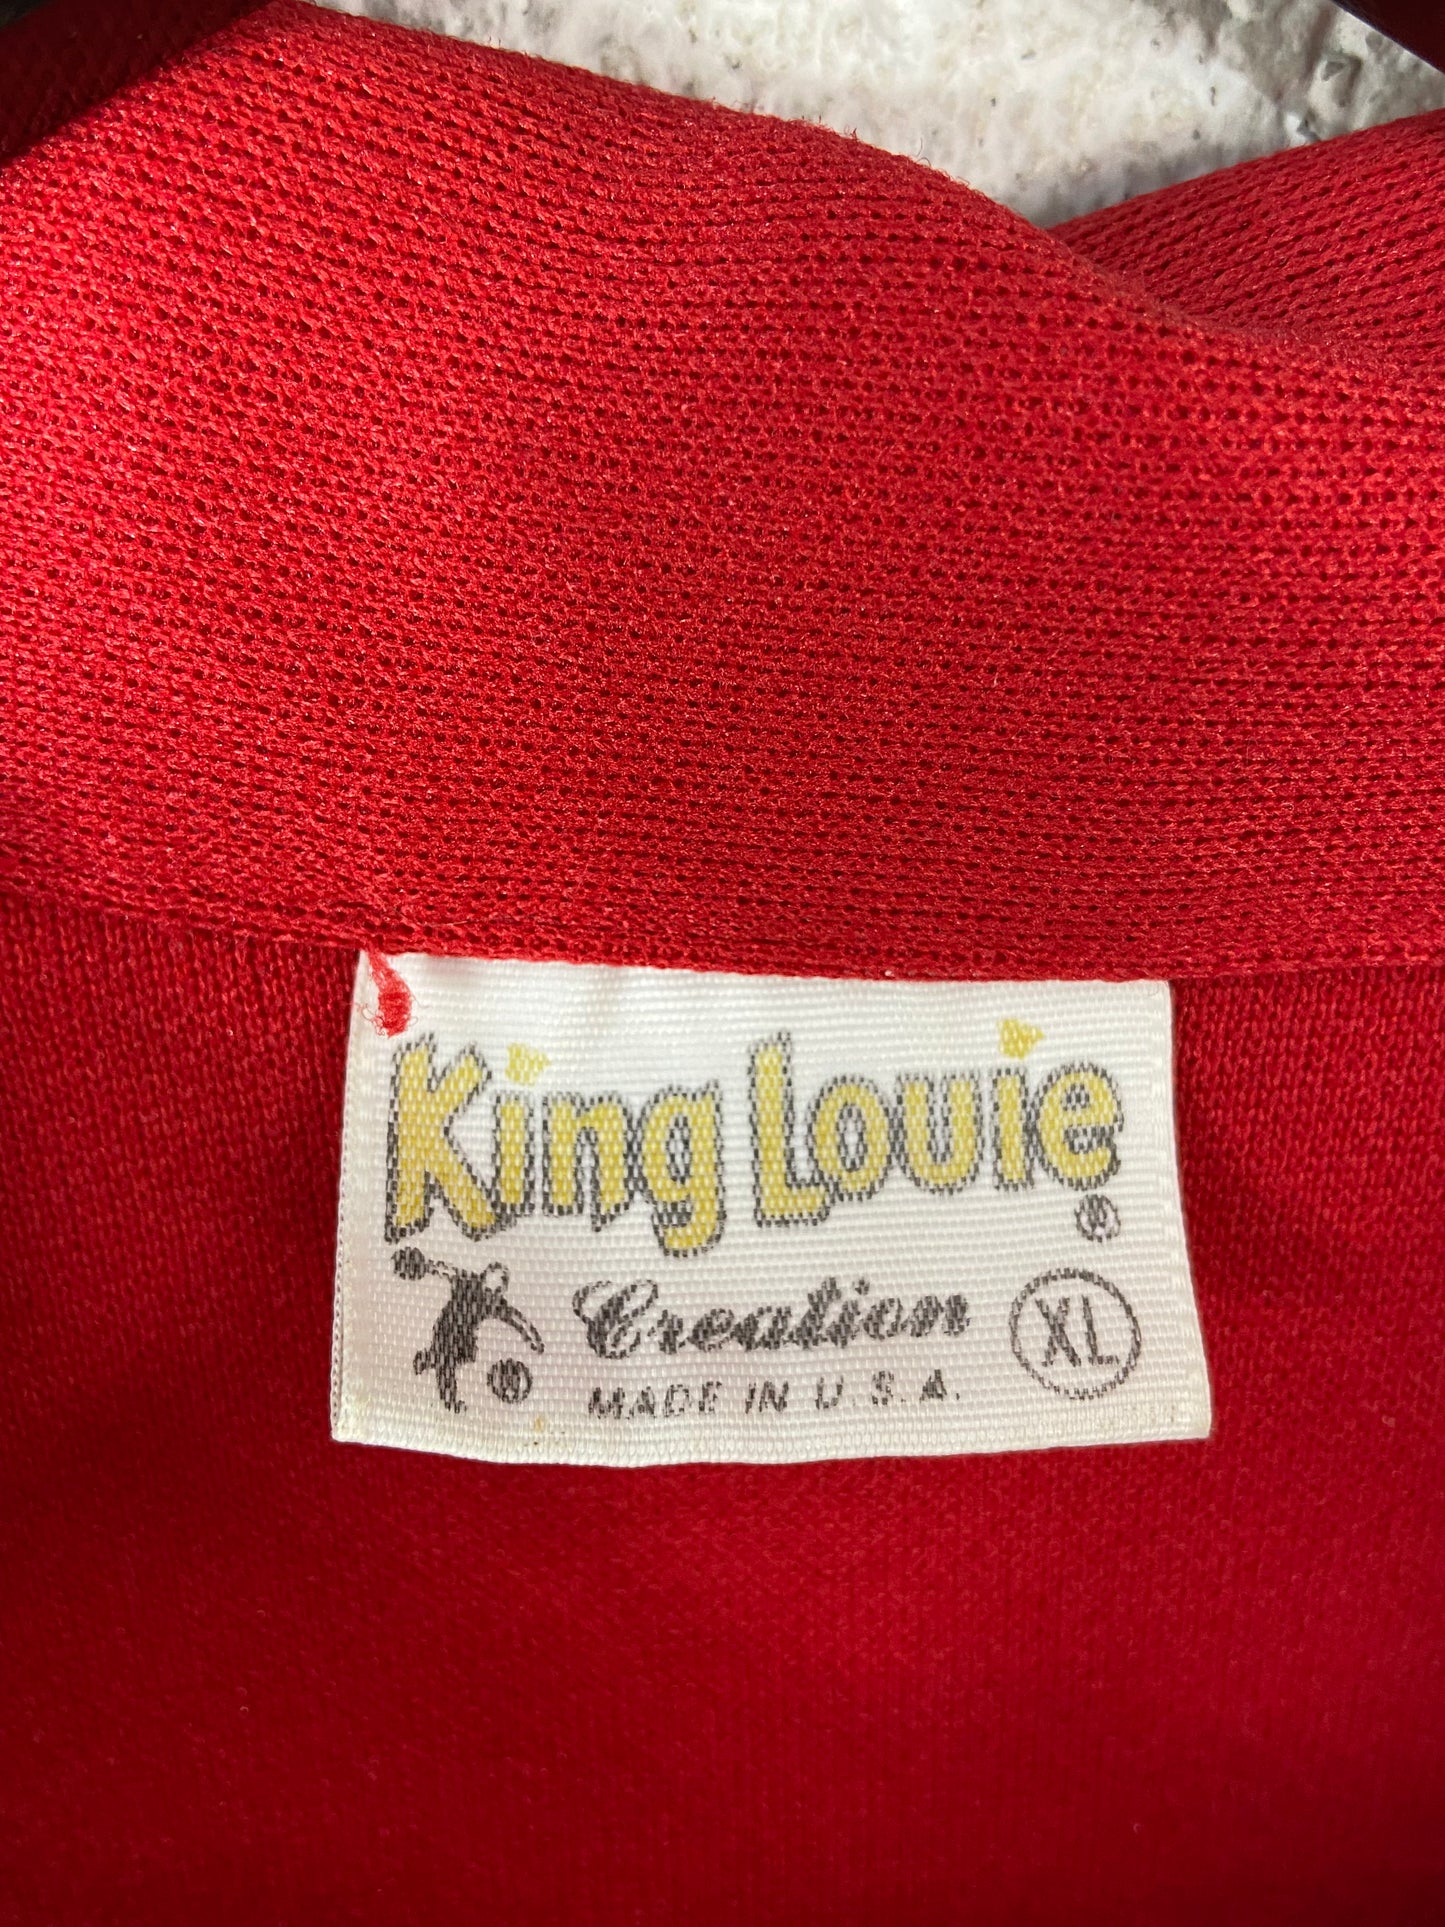 King Louie ®
Creation XL
MADE IN U.S.A.